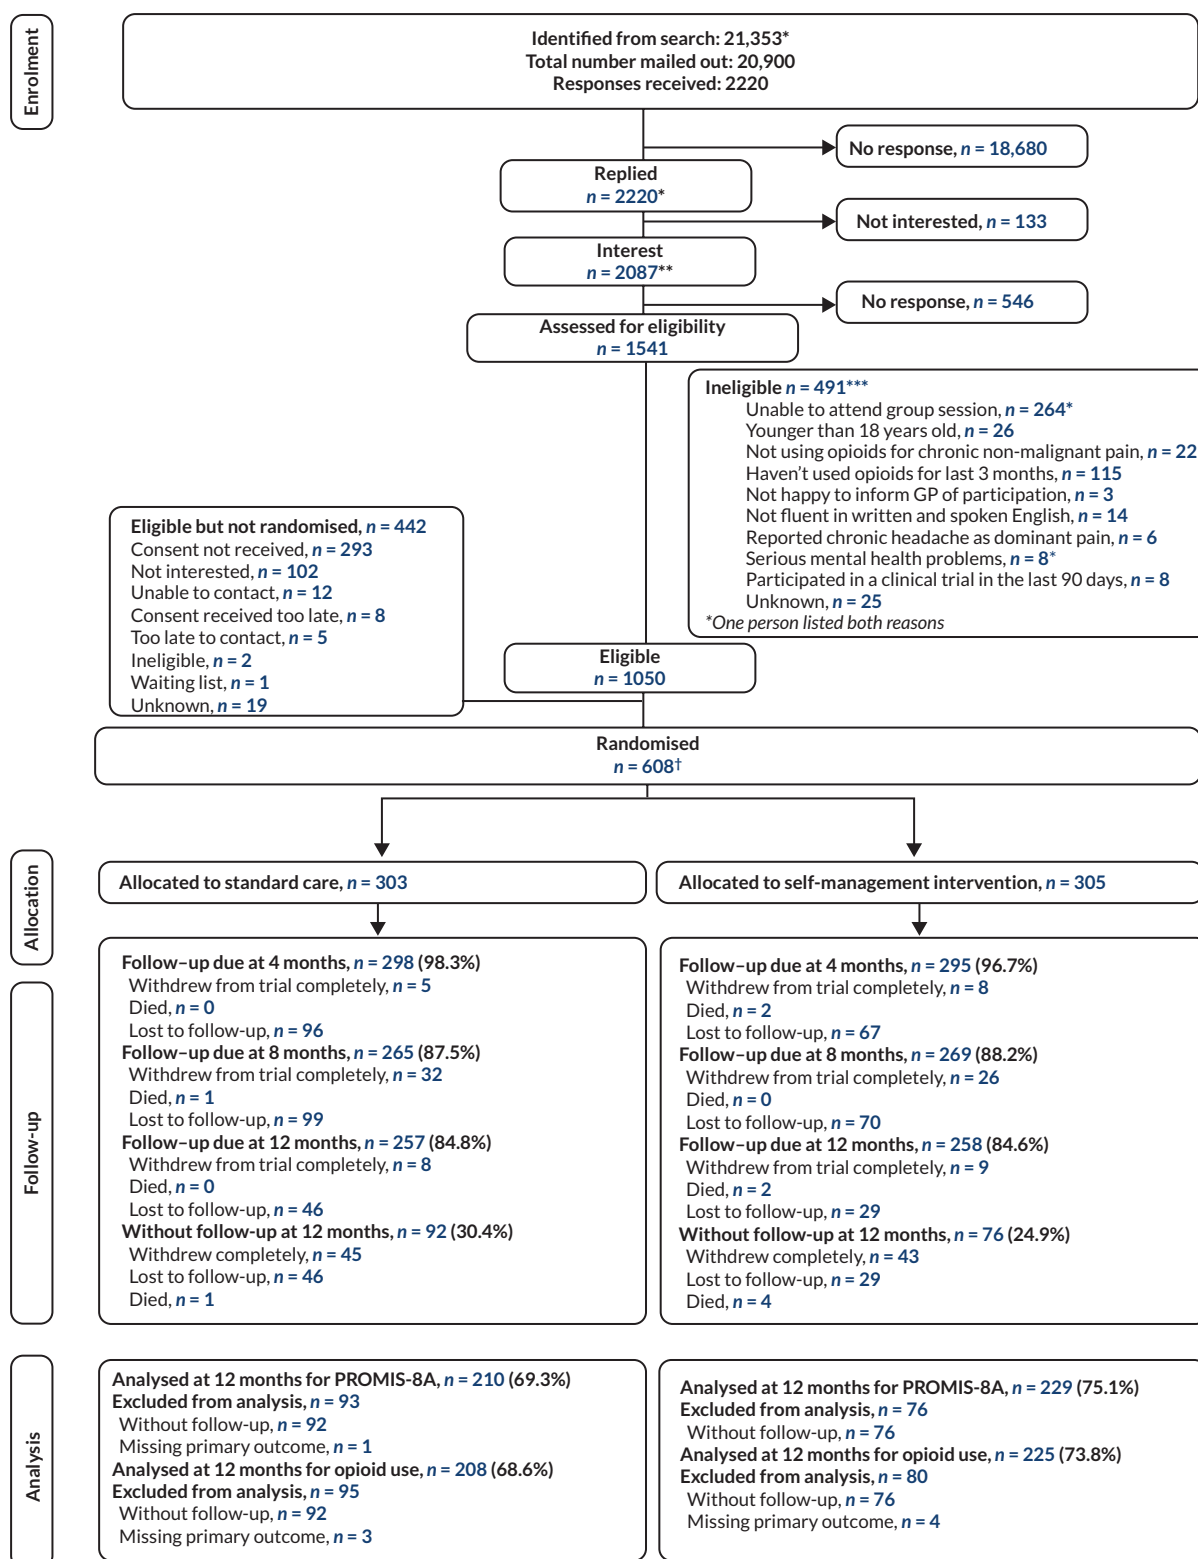 Enrolment
Identified from search: 21,353*
Total number mailed out: 20,900
Responses received: 2220
No response, n = 18,680
Replied
n = 2220*
Not interested, n = 133
Interest
n = 2087**
No response, n = 546
Assessed for eligibility
n = 1541
Ineligible n = 491***
Unable to attend group session, n = 264*
Younger than 18 years old, n = 26
Not using opioids for chronic non-malignant pain, n = 22
Haven't used opioids for last 3 months, n = 115
Not happy to inform GP of participation, n = 3
Not fluent in written and spoken English, n = 14
Reported chronic headache as dominant pain, n = 6
Serious mental health problems, n = 8*
Participated in a clinical trial in the last 90 days, n = 8
Unknown, n = 25
*One person listed both reasons
Eligible but not randomised, n = 442
Consent not received, n = 293
Not interested, n = 102
Unable to contact, n = 12
Consent received too late, n = 8
Too late to contact, n = 5
Ineligible, n = 2
Waiting list, n = 1
Unknown, n = 19
Eligible
n = 1050
Randomised
n = 608†
Allocation
Allocated to standard care, n = 303
Allocated to self-management intervention, n = 305
Follow-up
Follow–up due at 4 months, n = 298 (98.3%)
Withdrew from trial completely, n = 5
Died, n = 0
Lost to follow-up, n = 96
Follow–up due at 8 months, n = 265 (87.5%)
Withdrew from trial completely, n = 32
Died, n = 1
Lost to follow-up, n = 99
Follow–up due at 12 months, n = 257 (84.8%)
Withdrew from trial completely, n = 8
Died, n = 0
Lost to follow-up, n = 46
Without follow-up at 12 months, n = 92 (30.4%)
Withdrew completely, n = 45
Lost to follow-up, n = 46
Died, n = 1
Follow–up due at 4 months, n = 295 (96.7%)
Withdrew from trial completely, n = 8
Died, n = 2
Lost to follow-up, n = 67
Follow–up due at 8 months, n = 269 (88.2%)
Withdrew from trial completely, n = 26
Died, n = 0
Lost to follow-up, n = 70
Follow–up due at 12 months, n = 258 (84.6%)
Withdrew from trial completely, n = 9
Died, n = 2
Lost to follow-up, n = 29
Without follow-up at 12 months, n = 76 (24.9%)
Withdrew completely, n = 43
Lost to follow-up, n = 29
Died, n = 4
Analysis
Analysed at 12 months for PROMIS-8A, n = 210 (69.3%)
Excluded from analysis, n = 93
Without follow-up, n = 92
Missing primary outcome, n = 1
Analysed at 12 months for opioid use, n = 208 (68.6%)
Excluded from analysis, n = 95
Without follow-up, n = 92
Missing primary outcome, n = 3
Analysed at 12 months for PROMIS-8A, n = 229 (75.1%)
Excluded from analysis, n = 76
Without follow-up, n = 76
Analysed at 12 months for opioid use, n = 225 (73.8%)
Excluded from analysis, n = 80
Without follow-up, n = 76
Missing primary outcome, n = 4